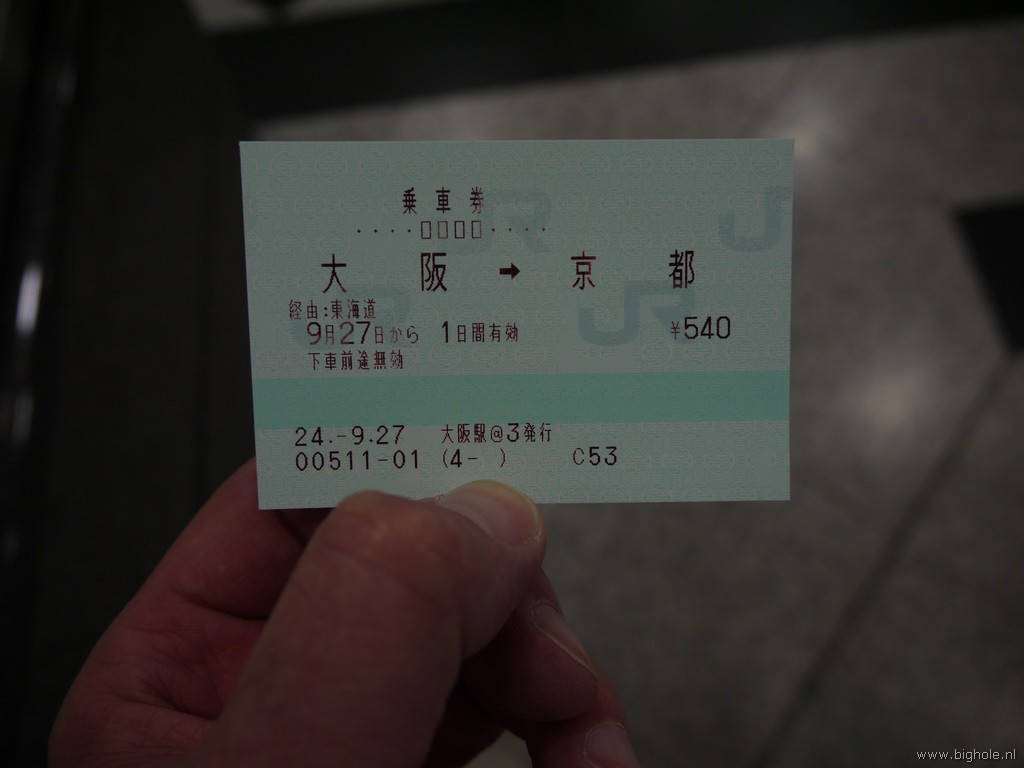 乗車券
····▯▯▯▯····
大阪→京都
経由:東海道
9月27日から 1日間有効 ¥540
下車前途無効
24.-9.27 大阪駅@3発行
00511-01 (4- ) C53
www.bighole.nl